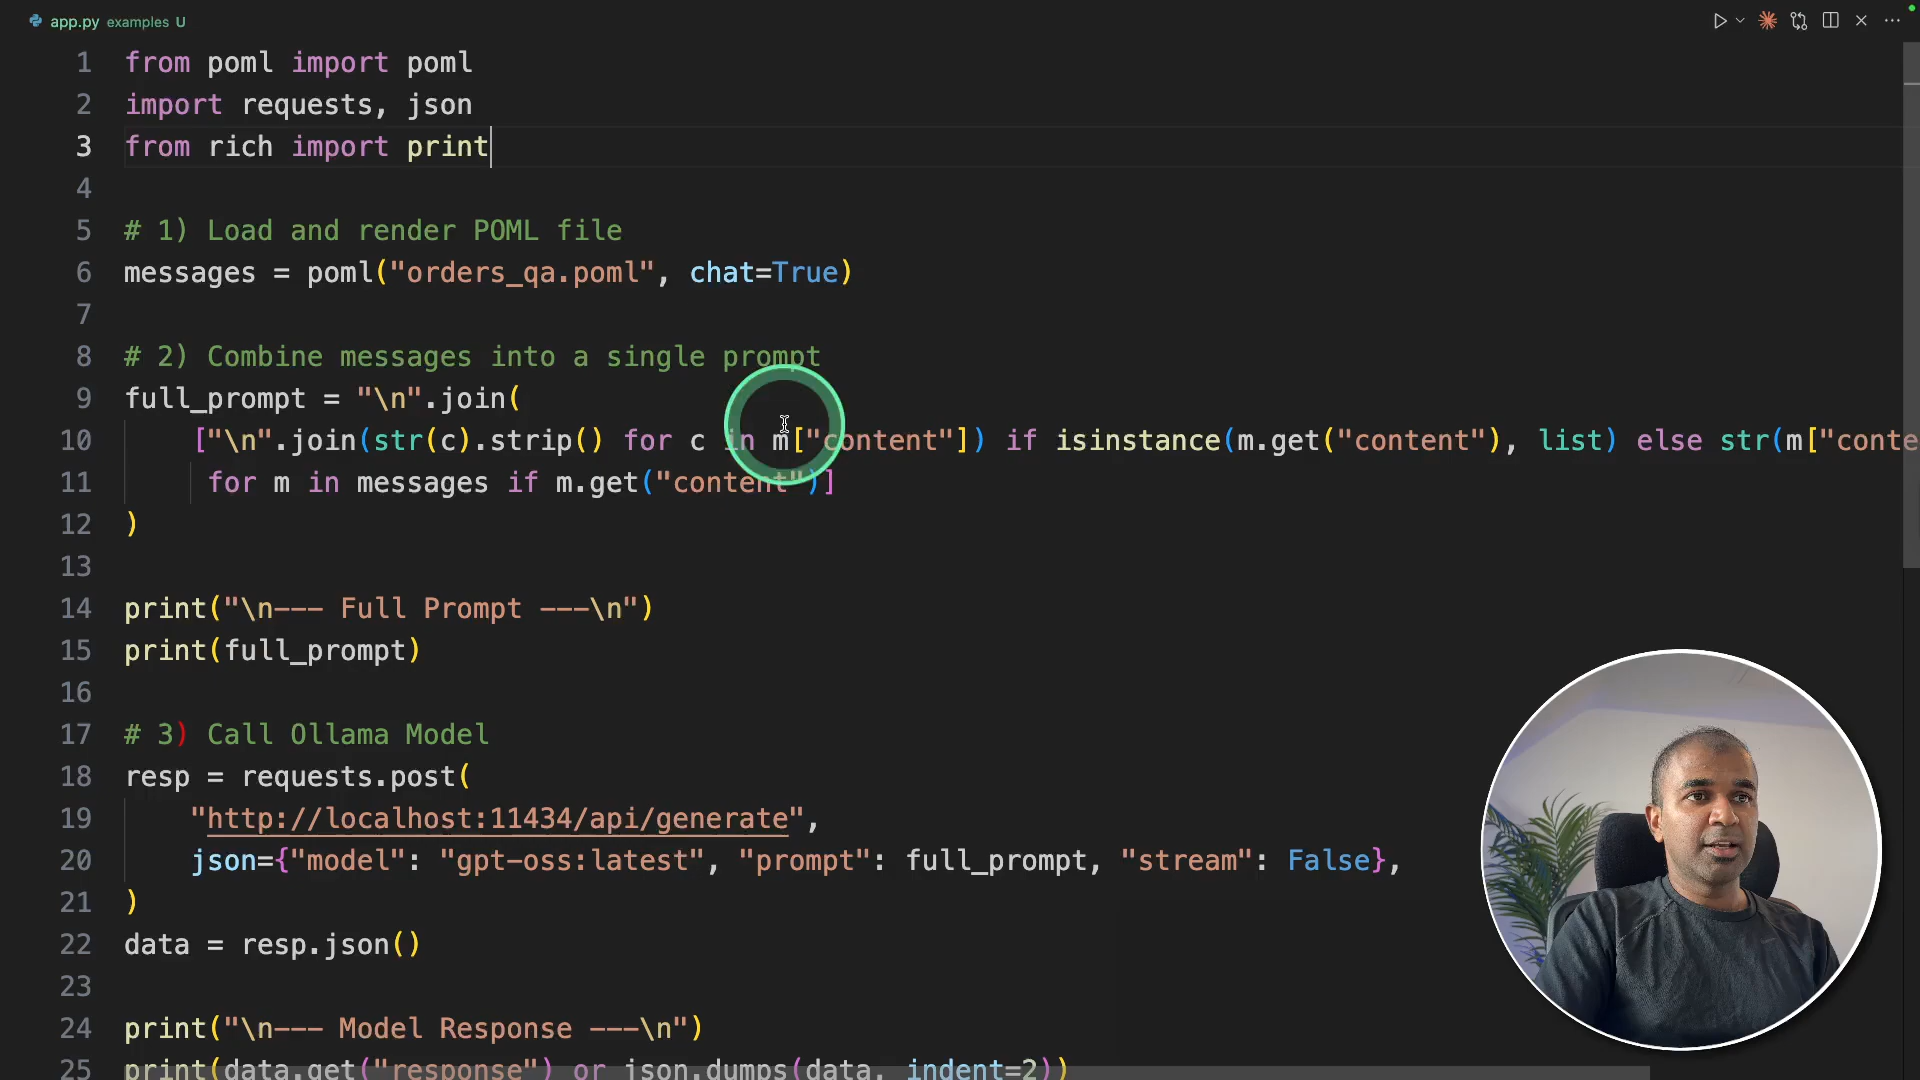 app.py examples U
1 from poml import poml
2 import requests, json
3 from rich import print
4
5 # 1) Load and render POML file
6 messages = poml("orders_qa.poml", chat=True)
7
8 # 2) Combine messages into a single prompt
9 full_prompt = "\n".join(
10 ["\n".join(str(c).strip() for c in m["content"]) if isinstance(m.get("content"), list) else str(m["conte
11 for m in messages if m.get("content")]
12 )
13
14 print("\n--- Full Prompt ---\n")
15 print(full_prompt)
16
17 # 3) Call Ollama Model
18 resp = requests.post(
19 "http://localhost:11434/api/generate",
20 json={"model": "gpt-oss:latest", "prompt": full_prompt, "stream": False},
21 )
22 data = resp.json()
23
24 print("\n--- Model Response ---\n")
25 print(data.get("response") or json.dumps(data, indent=2))